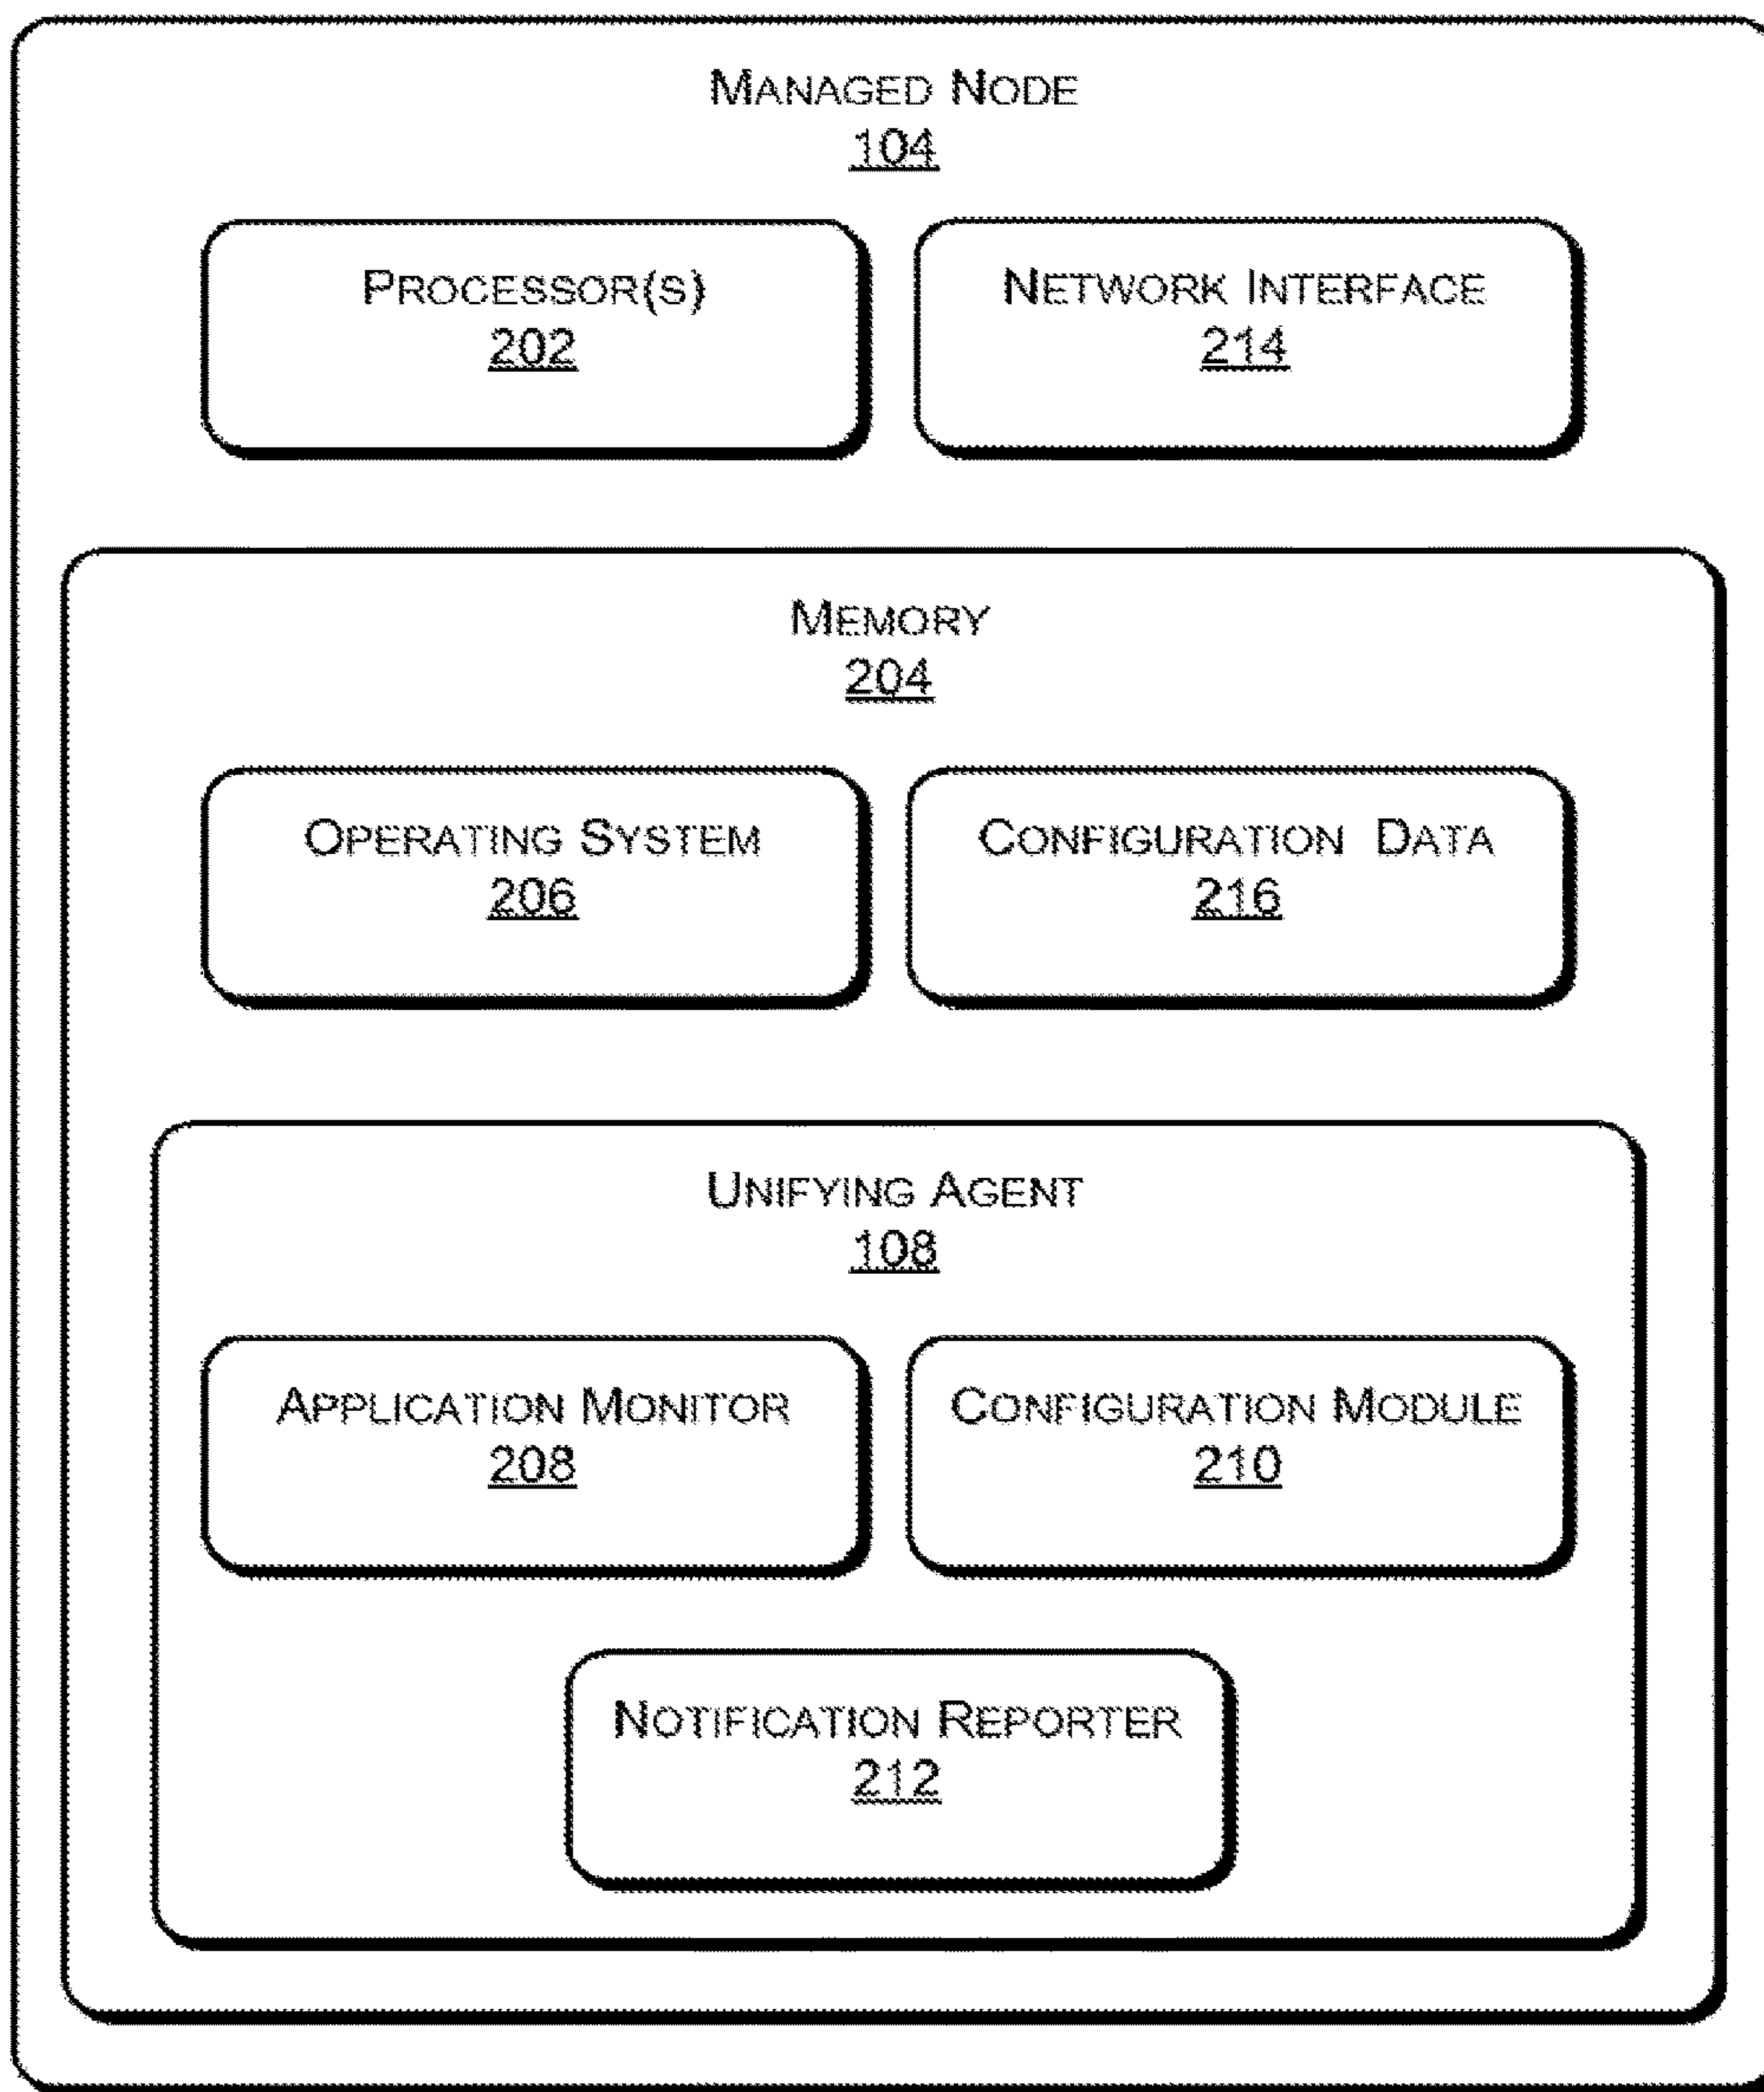 MANAGED NODE
104
PROCESSOR(S)
202
NETWORK INTERFACE
214
MEMORY
204
OPERATING SYSTEM
206
CONFIGURATION DATA
216
UNIFYING AGENT
108
APPLICATION MONITOR
208
CONFIGURATION MODULE
210
NOTIFICATION REPORTER
212